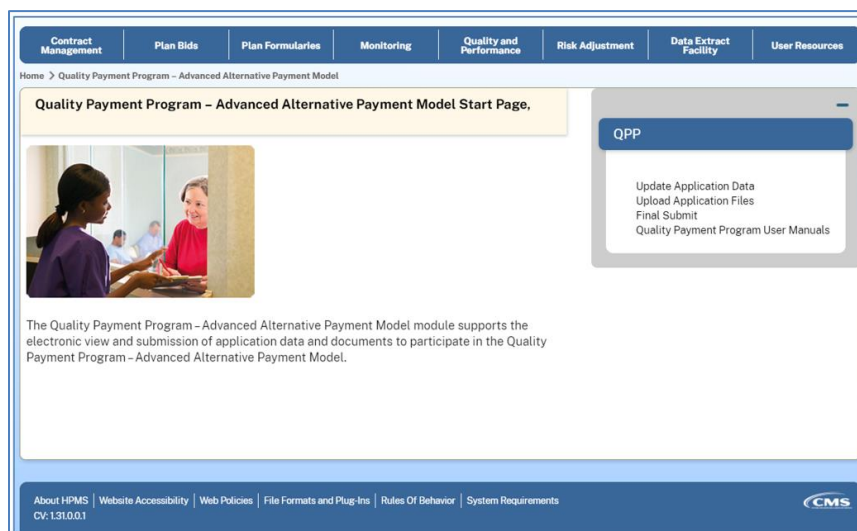 Contract Management
Plan Bids
Plan Formularies
Monitoring
Quality and Performance
Risk Adjustment
Data Extract Facility
User Resources
Home > Quality Payment Program – Advanced Alternative Payment Model
Quality Payment Program – Advanced Alternative Payment Model Start Page,
QPP
Update Application Data
Upload Application Files
Final Submit
Quality Payment Program User Manuals
The Quality Payment Program – Advanced Alternative Payment Model module supports the
electronic view and submission of application data and documents to participate in the Quality
Payment Program – Advanced Alternative Payment Model.
About HPMS | Website Accessibility | Web Policies | File Formats and Plug-Ins | Rules Of Behavior | System Requirements
CV: 1.31.0.0.1
CMS